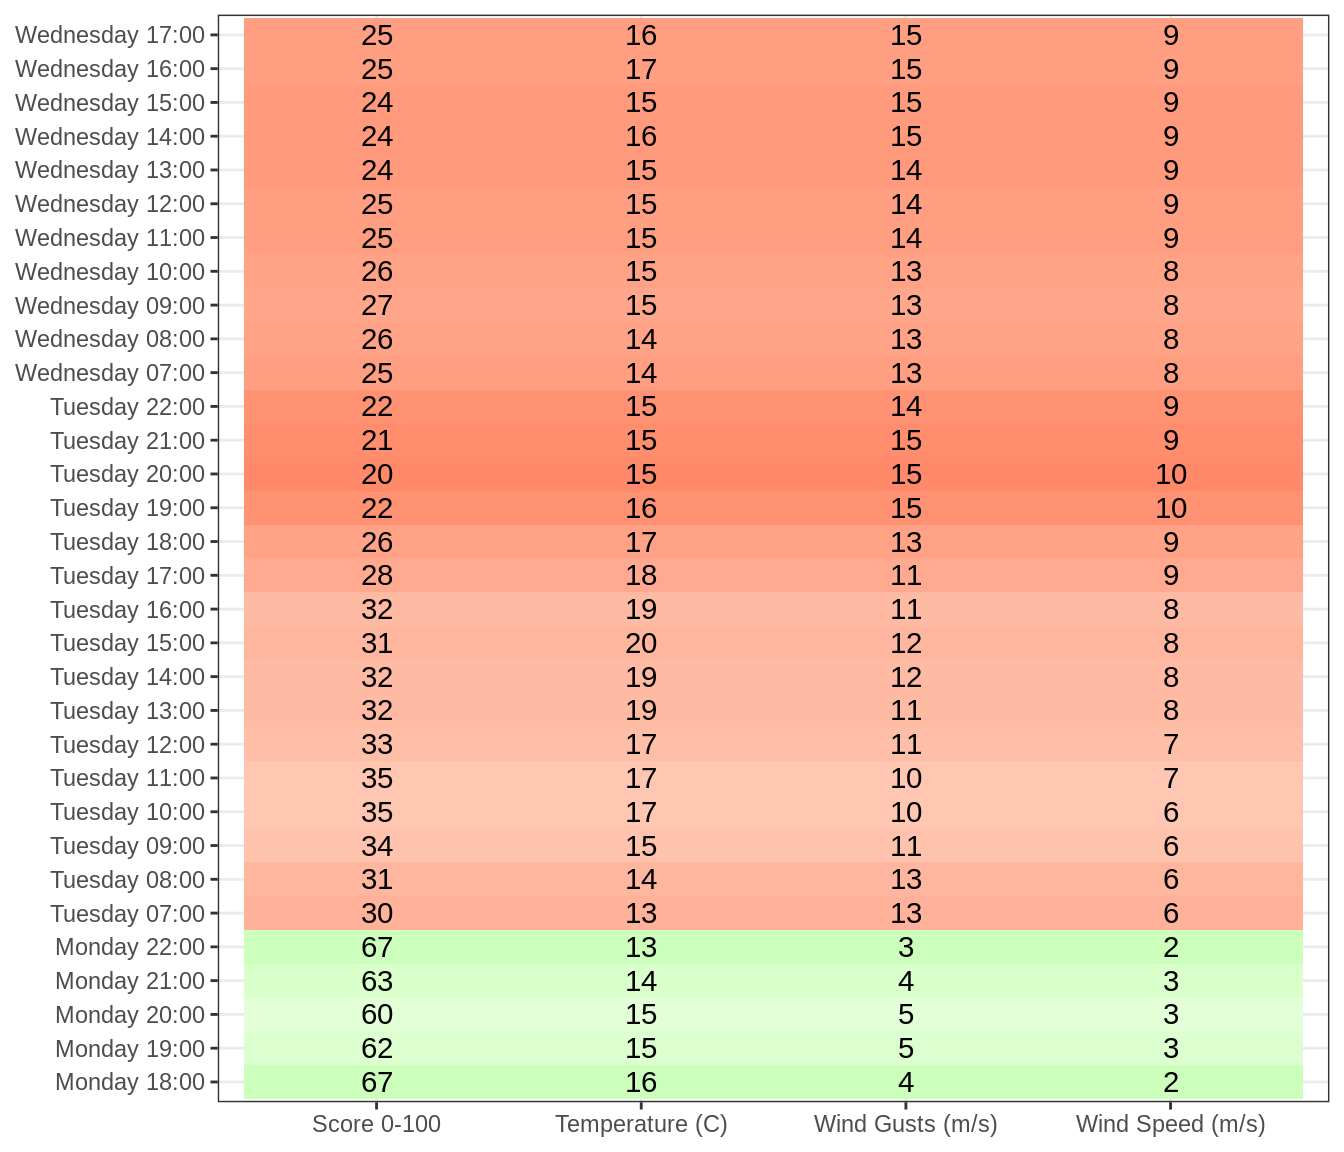 Wednesday 17:00 25 16 15 9
Wednesday 16:00 25 17 15 9
Wednesday 15:00 24 15 15 9
Wednesday 14:00 24 16 15 9
Wednesday 13:00 24 15 14 9
Wednesday 12:00 25 15 14 9
Wednesday 11:00 25 15 14 9
Wednesday 10:00 26 15 13 8
Wednesday 09:00 27 15 13 8
Wednesday 08:00 26 14 13 8
Wednesday 07:00 25 14 13 8
Tuesday 22:00 22 15 14 9
Tuesday 21:00 21 15 15 9
Tuesday 20:00 20 15 15 10
Tuesday 19:00 22 16 15 10
Tuesday 18:00 26 17 13 9
Tuesday 17:00 28 18 11 9
Tuesday 16:00 32 19 11 8
Tuesday 15:00 31 20 12 8
Tuesday 14:00 32 19 12 8
Tuesday 13:00 32 19 11 8
Tuesday 12:00 33 17 11 7
Tuesday 11:00 35 17 10 7
Tuesday 10:00 35 17 10 6
Tuesday 09:00 34 15 11 6
Tuesday 08:00 31 14 13 6
Tuesday 07:00 30 13 13 6
Monday 22:00 67 13 3 2
Monday 21:00 63 14 4 3
Monday 20:00 60 15 5 3
Monday 19:00 62 15 5 3
Monday 18:00 67 16 4 2
Score 0-100 Temperature (C) Wind Gusts (m/s) Wind Speed (m/s)